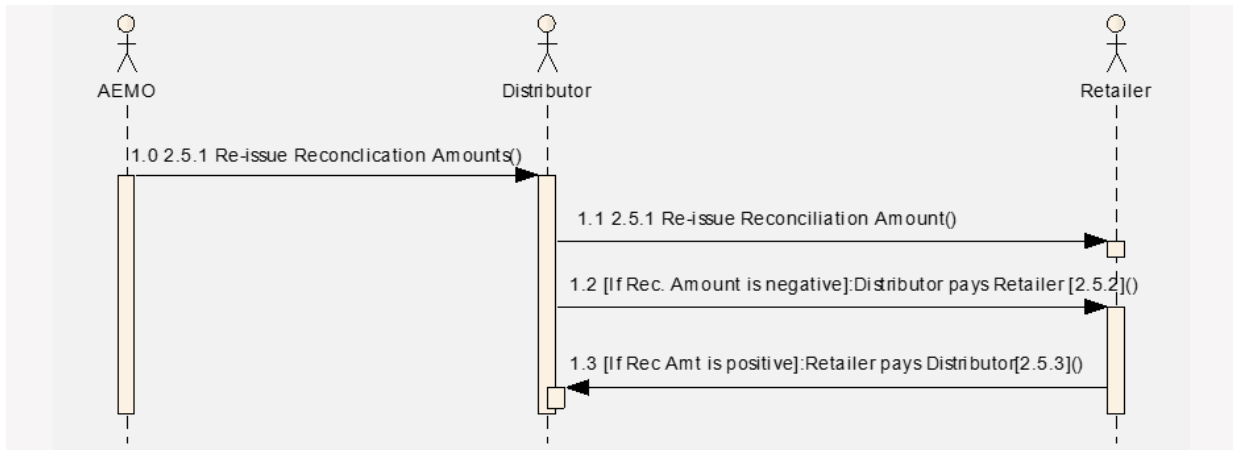 AEMO
Distributor
Retailer
1.0 2.5.1 Re-issue Reconclication Amounts()
1.1 2.5.1 Re-issue Reconciliation Amount()
1.2 [If Rec. Amount is negative]:Distributor pays Retailer [2.5.2]()
1.3 [If Rec Amt is positive]:Retailer pays Distributor[2.5.3]()